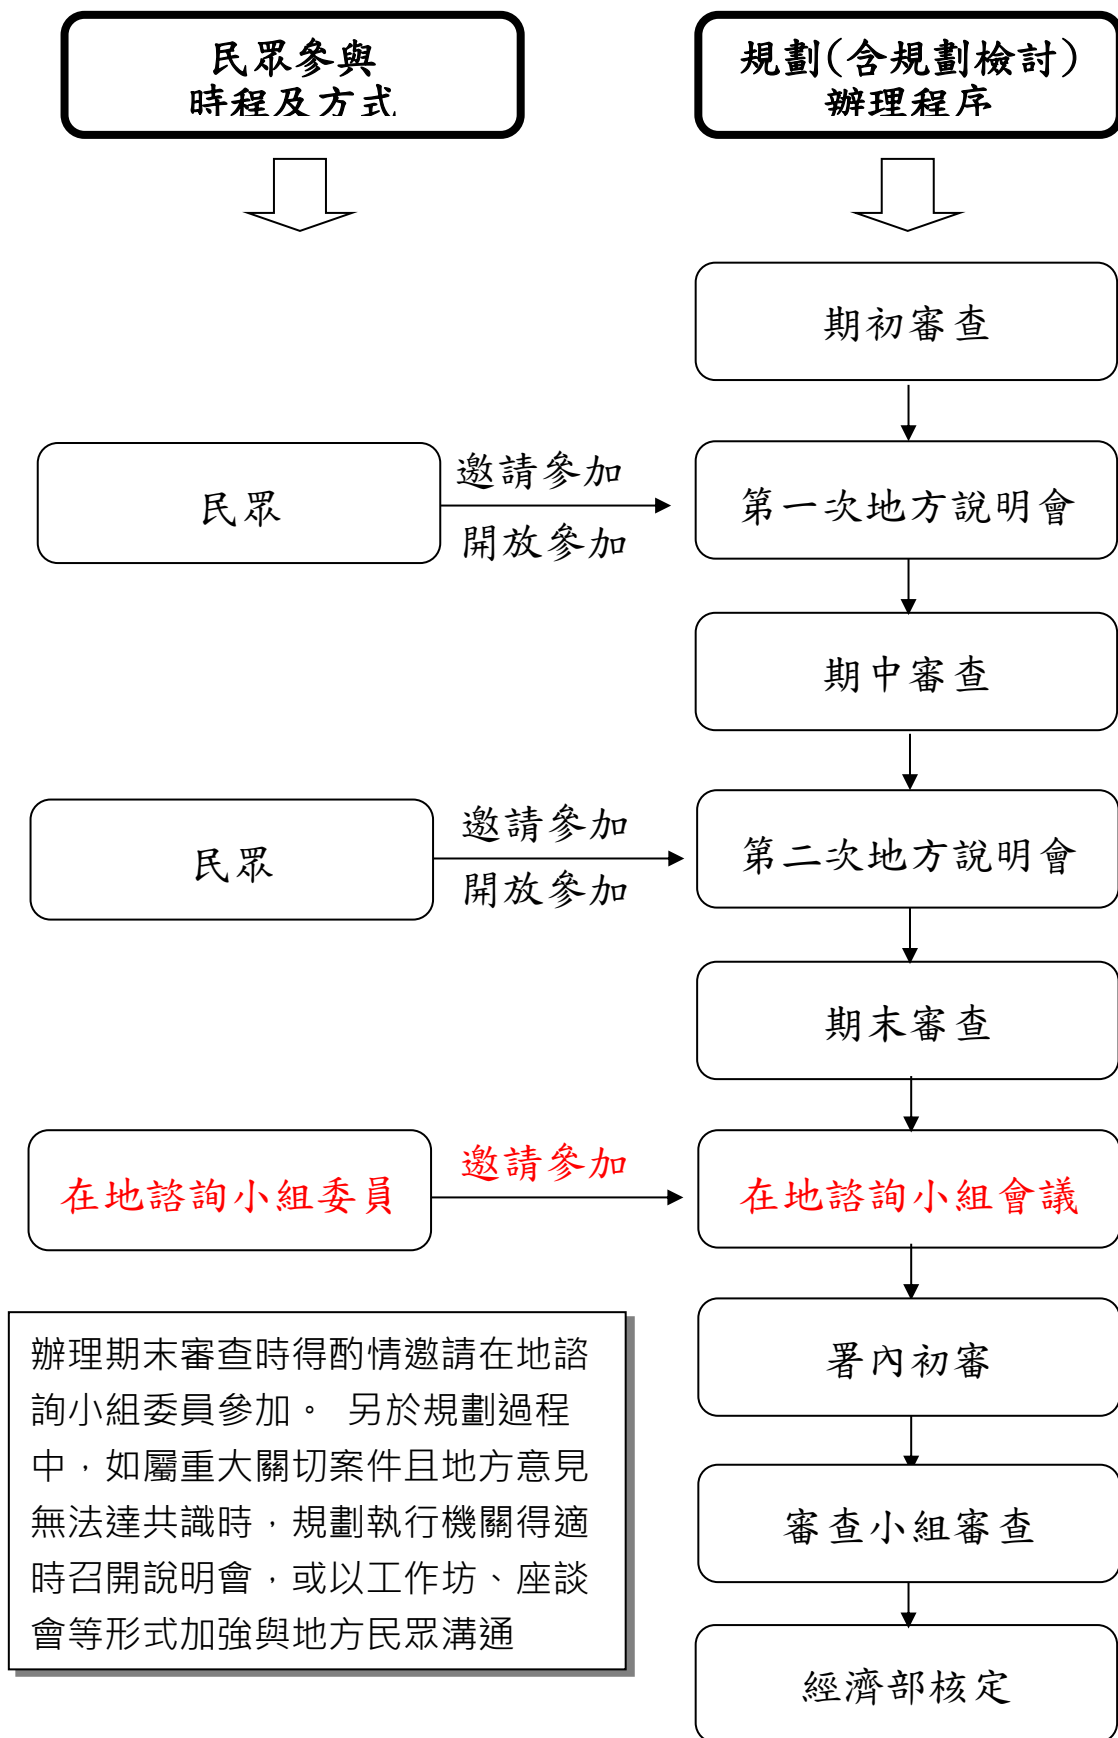 民眾參與
時程及方式
規劃(含規劃檢討)
辦理程序
期初審查
民眾
邀請參加
開放參加
第一次地方說明會
期中審查
民眾
邀請參加
開放參加
第二次地方說明會
期末審查
在地諮詢小組委員
邀請參加
在地諮詢小組會議
辦理期末審查時得酌情邀請在地諮
詢小組委員參加。 另於規劃過程
中，如屬重大關切案件且地方意見
無法達共識時，規劃執行機關得適
時召開說明會，或以工作坊、座談
會等形式加強與地方民眾溝通
署內初審
審查小組審查
經濟部核定